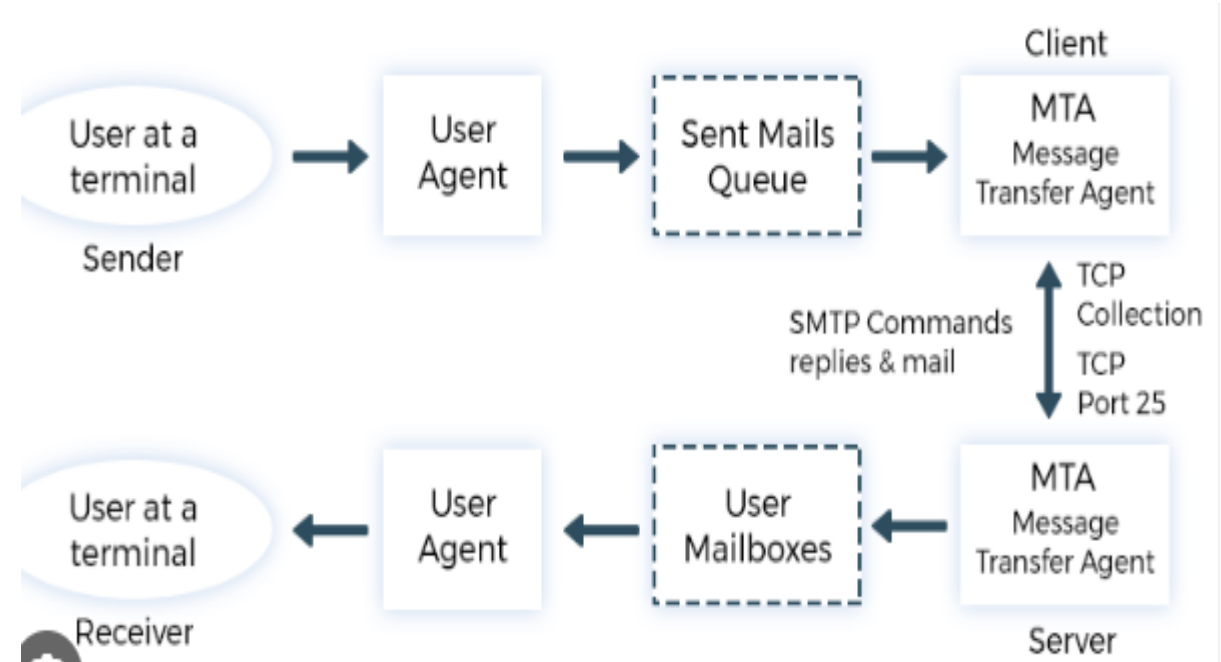 Client
User at a
terminal
Sender
User
Agent
Sent Mails
Queue
MTA
Message
Transfer Agent
SMTP Commands
replies & mail
TCP
Collection
TCP
Port 25
User at a
terminal
Receiver
User
Agent
User
Mailboxes
MTA
Message
Transfer Agent
Server